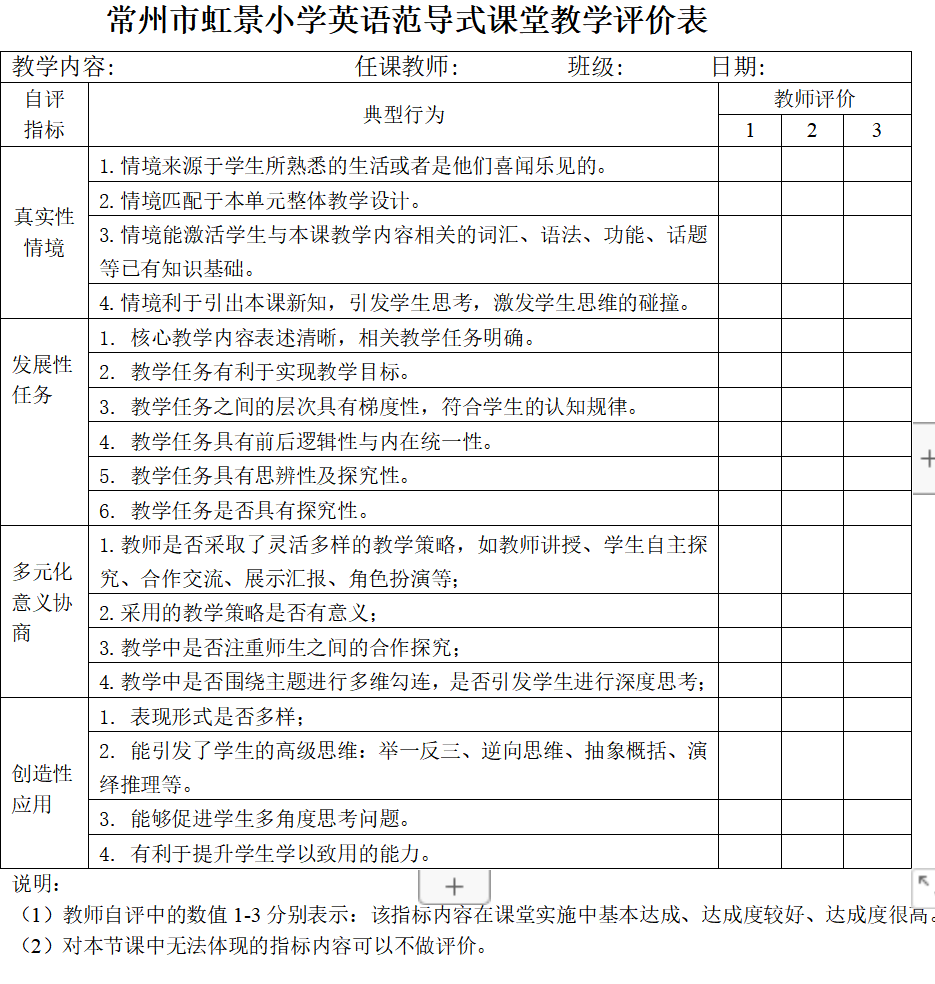 常州市虹景小学英语范导式课堂教学评价表
教学内容: 任课教师: 班级: 日期:
自评
指标
典型行为
教师评价
1 2 3
真实性
情境
1.情境来源于学生所熟悉的生活或者是他们喜闻乐见的。
2.情境匹配于本单元整体教学设计。
3.情境能激活学生与本课教学内容相关的词汇、语法、功能、话题
等已有知识基础。
4.情境利于引出本课新知，引发学生思考，激发学生思维的碰撞。
发展性
任务
1. 核心教学内容表述清晰，相关教学任务明确。
2. 教学任务有利于实现教学目标。
3. 教学任务之间的层次具有梯度性，符合学生的认知规律。
4. 教学任务具有前后逻辑性与内在统一性。
5. 教学任务具有思辨性及探究性。
6. 教学任务是否具有探究性。
多元化
意义协
商
1.教师是否采取了灵活多样的教学策略，如教师讲授、学生自主探
究、合作交流、展示汇报、角色扮演等；
2.采用的教学策略是否有意义；
3.教学中是否注重师生之间的合作探究；
4.教学中是否围绕主题进行多维勾连，是否引发学生进行深度思考；
创造性
应用
1. 表现形式是否多样；
2. 能引发了学生的高级思维：举一反三、逆向思维、抽象概括、演
绎推理等。
3. 能够促进学生多角度思考问题。
4. 有利于提升学生学以致用的能力。
说明：
（1）教师自评中的数值 1-3 分别表示：该指标内容在课堂实施中基本达成、达成度较好、达成度很高。
（2）对本节课中无法体现的指标内容可以不做评价。